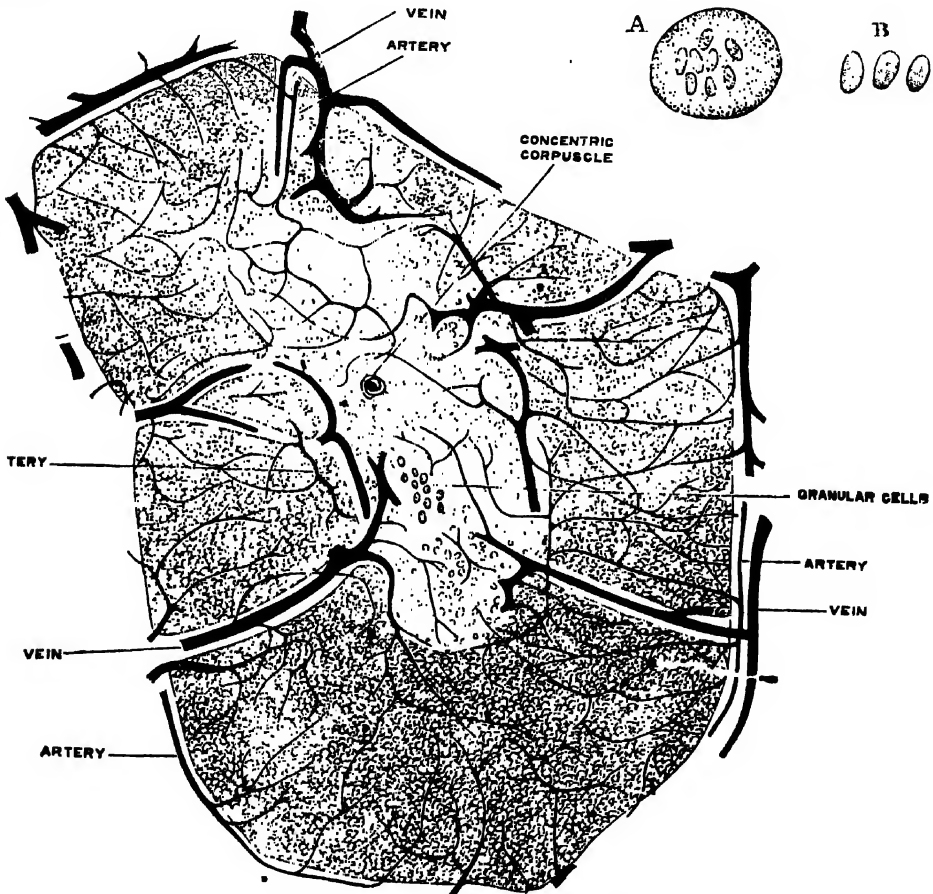 VEIN
ARTERY
A
B
CONCENTRIC
CORPUSCLE
TERY
GRANULAR CELLS
ARTERY
VEIN
VEIN
ARTERY